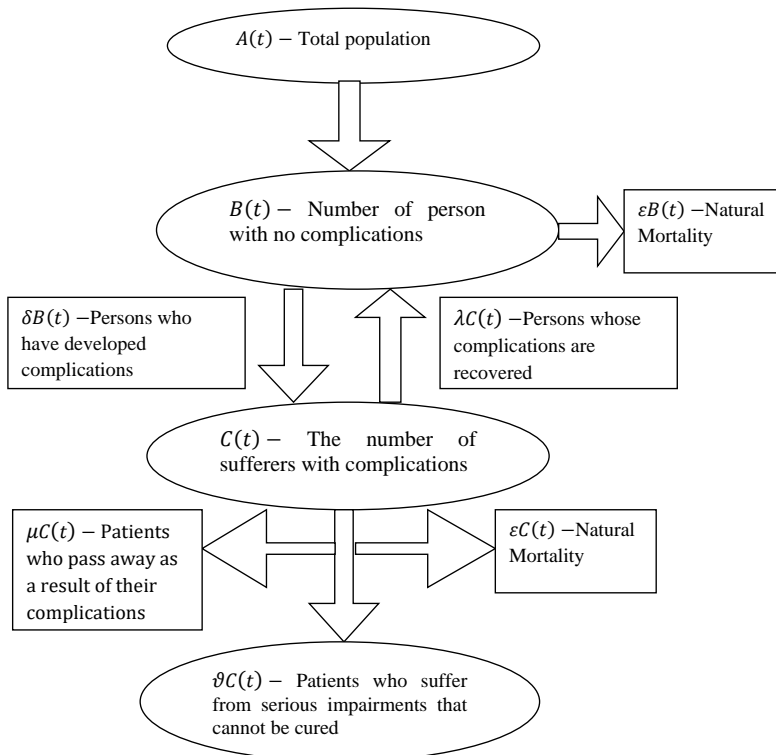 A(t) – Total population
B(t) – Number of person
with no complications
εB(t) –Natural
Mortality
δB(t) –Persons who
have developed
complications
λC(t) –Persons whose
complications are
recovered
C(t) – The number of
sufferers with complications
μC(t) – Patients
who pass away as
a result of their
complications
εC(t) –Natural
Mortality
ϑC(t) – Patients who suffer
from serious impairments that
cannot be cured